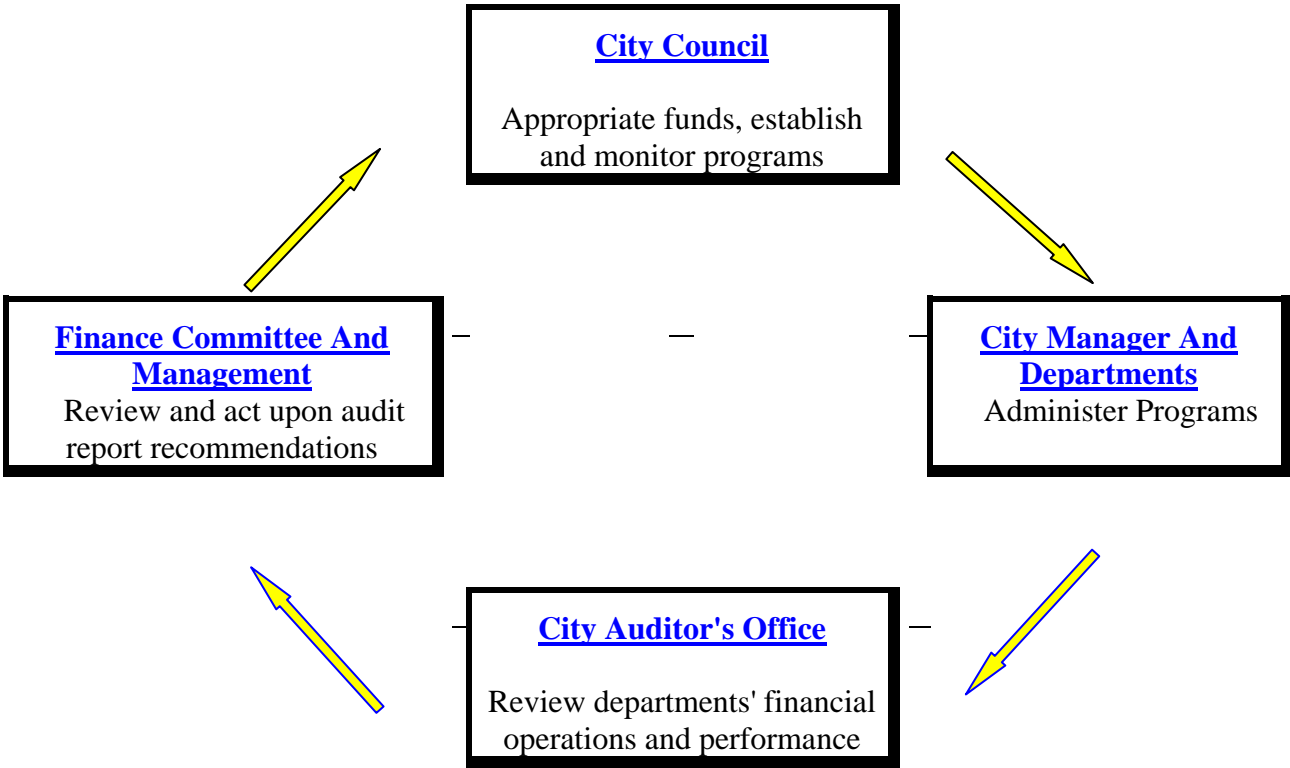 City Council
Appropriate funds, establish
and monitor programs
Finance Committee And
Management
Review and act upon audit
report recommendations
City Manager And
Departments
Administer Programs
City Auditor's Office
Review departments' financial
operations and performance